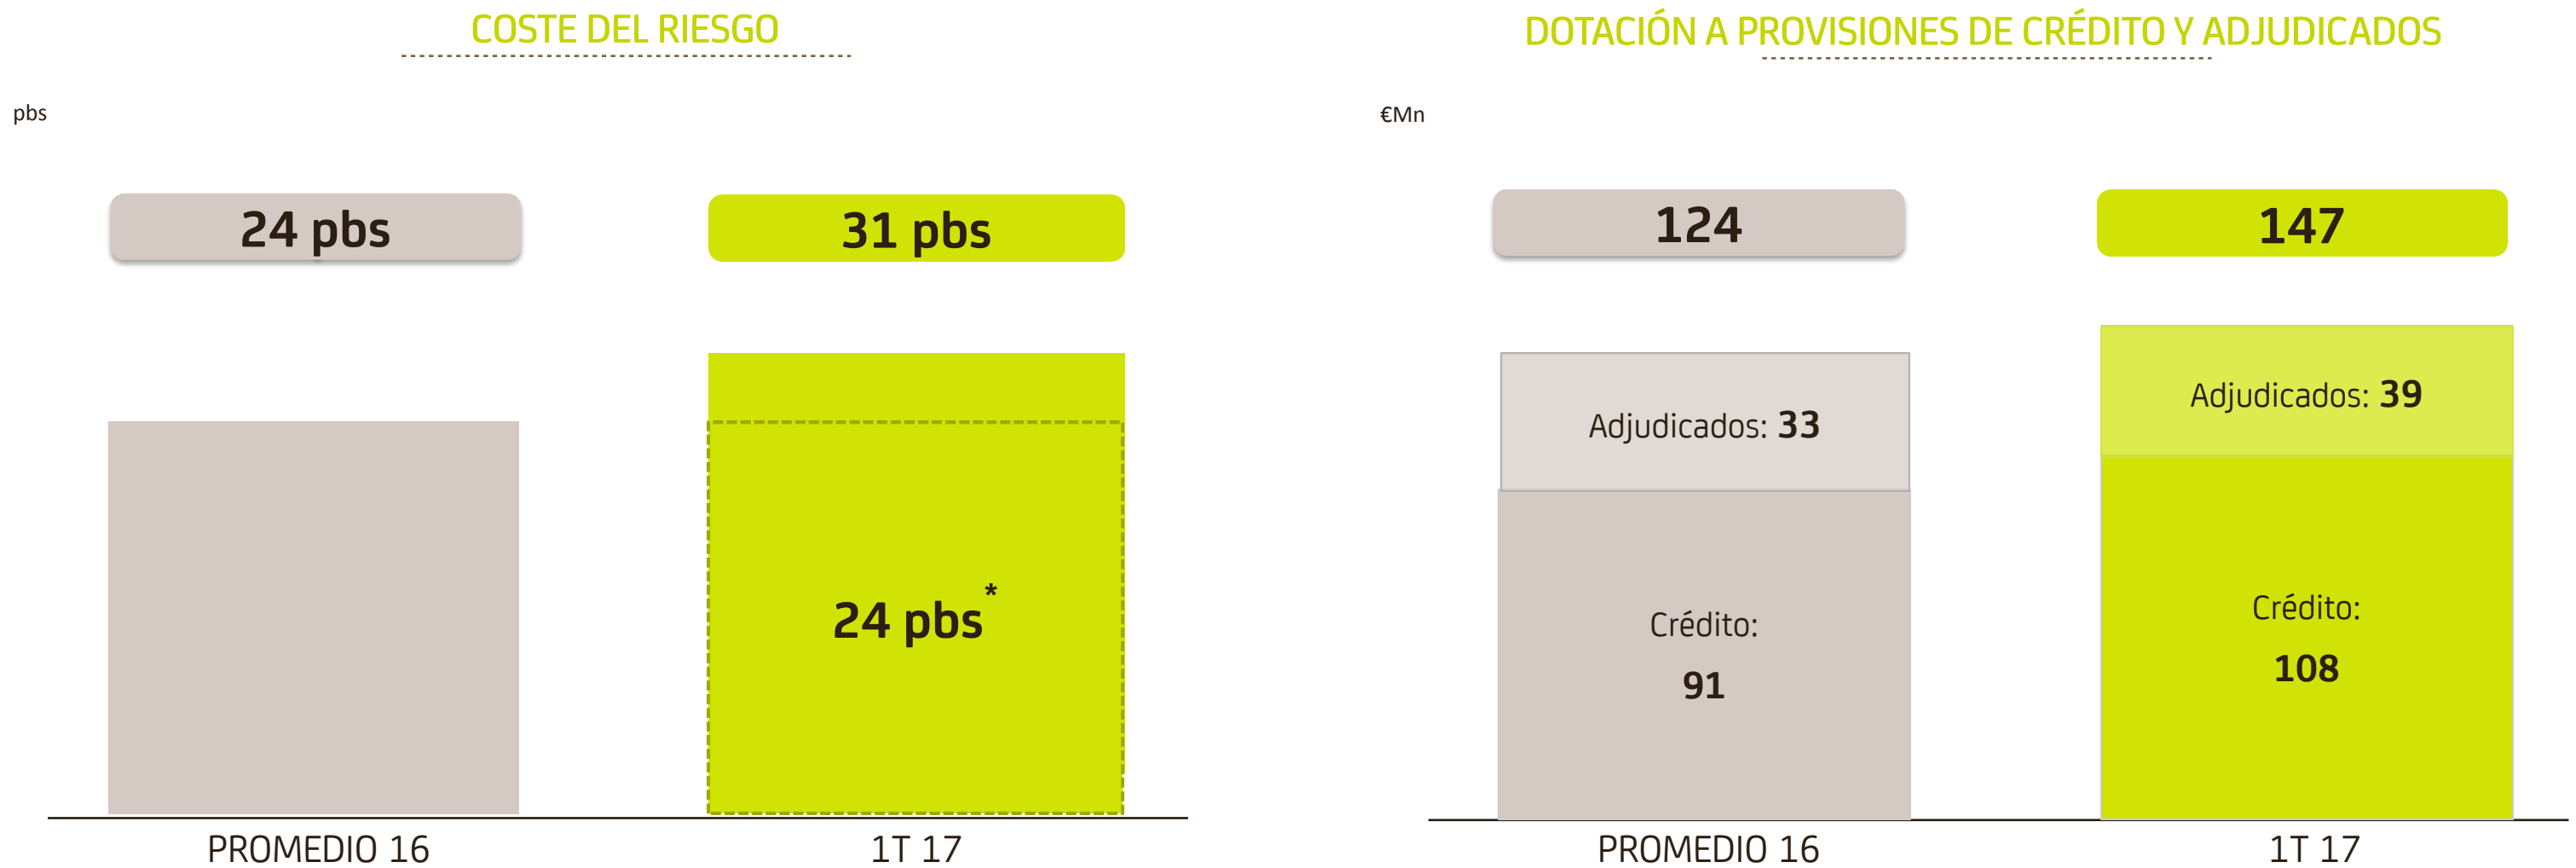 COSTE DEL RIESGO
pbs
24 pbs
31 pbs
24 pbs*
PROMEDIO 16
1T 17
DOTACIÓN A PROVISIONES DE CRÉDITO Y ADJUDICADOS
€Mn
124
147
Adjudicados: 33
Crédito:
91
Adjudicados: 39
Crédito:
108
PROMEDIO 16
1T 17